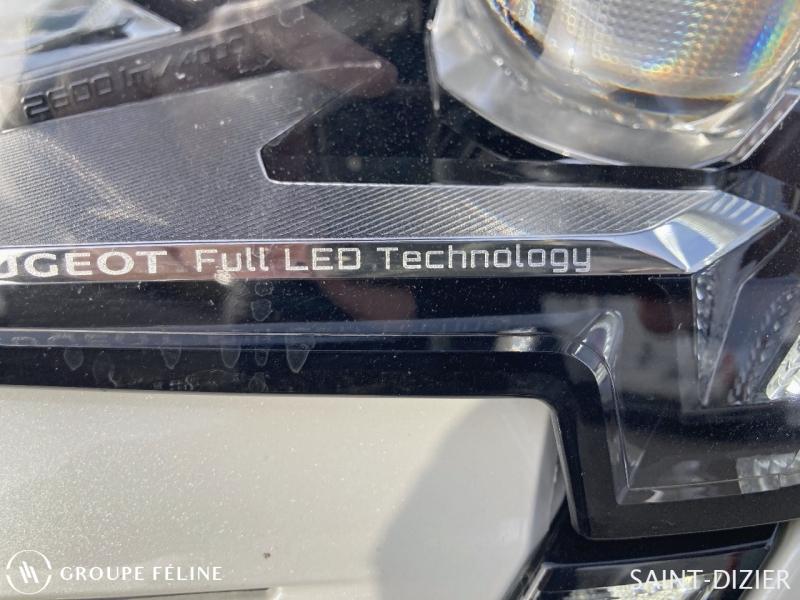 2600 lm/4000
UGEOT Full LED Technology
GROUPE FÉLINE
SAINT-DIZIER